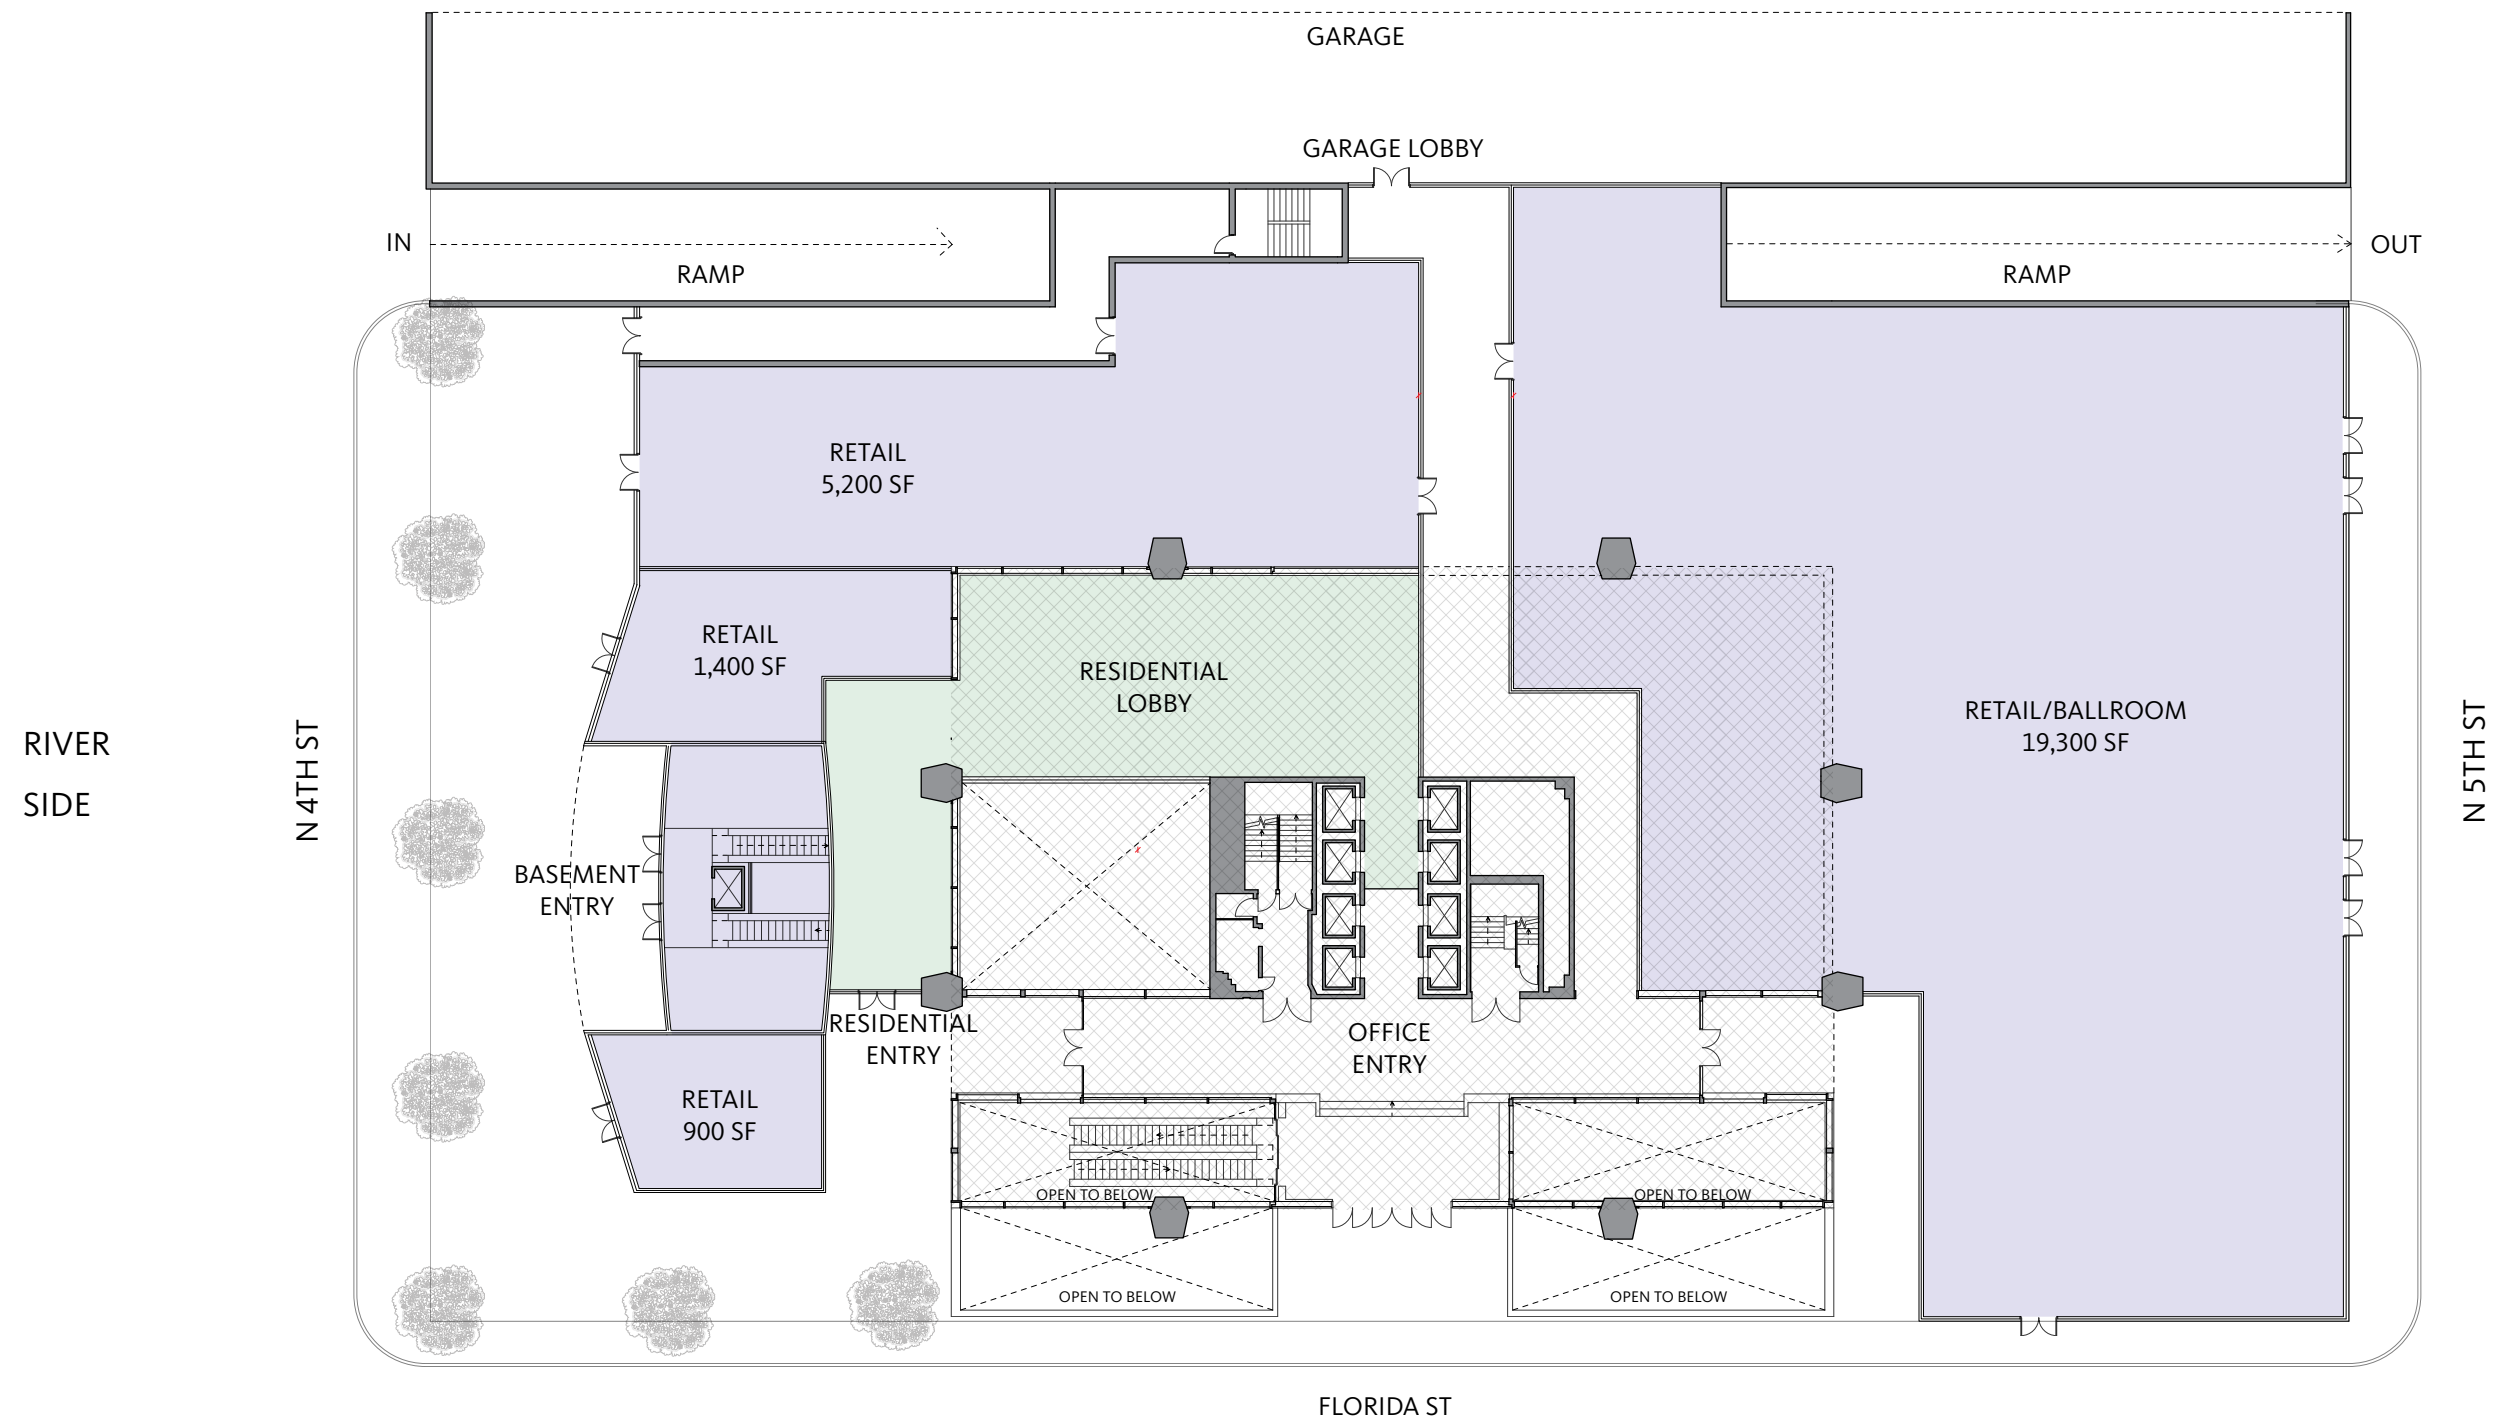 GARAGE
GARAGE LOBBY
IN
RAMP
RAMP
OUT
RETAIL
5,200 SF
RETAIL
1,400 SF
RESIDENTIAL
LOBBY
RETAIL/BALLROOM
19,300 SF
RIVER
SIDE
N 4TH ST
N 5TH ST
BASEMENT
ENTRY
RESIDENTIAL
ENTRY
OFFICE
ENTRY
RETAIL
900 SF
OPEN TO BELOW
OPEN TO BELOW
OPEN TO BELOW
OPEN TO BELOW
FLORIDA ST